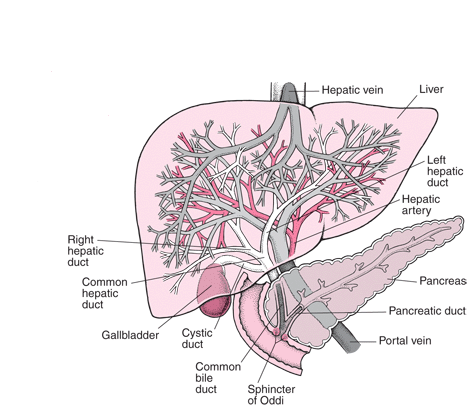 Hepatic vein
Liver
Left
hepatic
duct
Hepatic
artery
Right
hepatic
duct
Common
hepatic
duct
Pancreas
Pancreatic duct
Gallbladder
Cystic
duct
Portal vein
Common
bile
duct
Sphincter
of Oddi